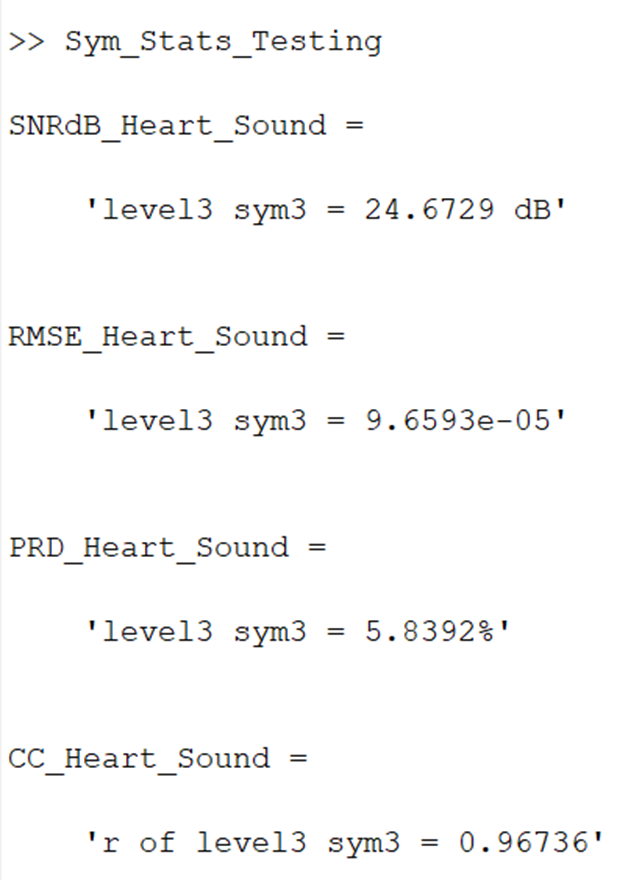 >> Sym_Stats_Testing
SNRdB_Heart_Sound =
'level3 sym3 = 24.6729 dB'
RMSE_Heart_Sound =
'level3 sym3 = 9.6593e-05'
PRD_Heart_Sound =
'level3 sym3 = 5.8392%'
CC_Heart_Sound =
'r of level3 sym3 = 0.96736'